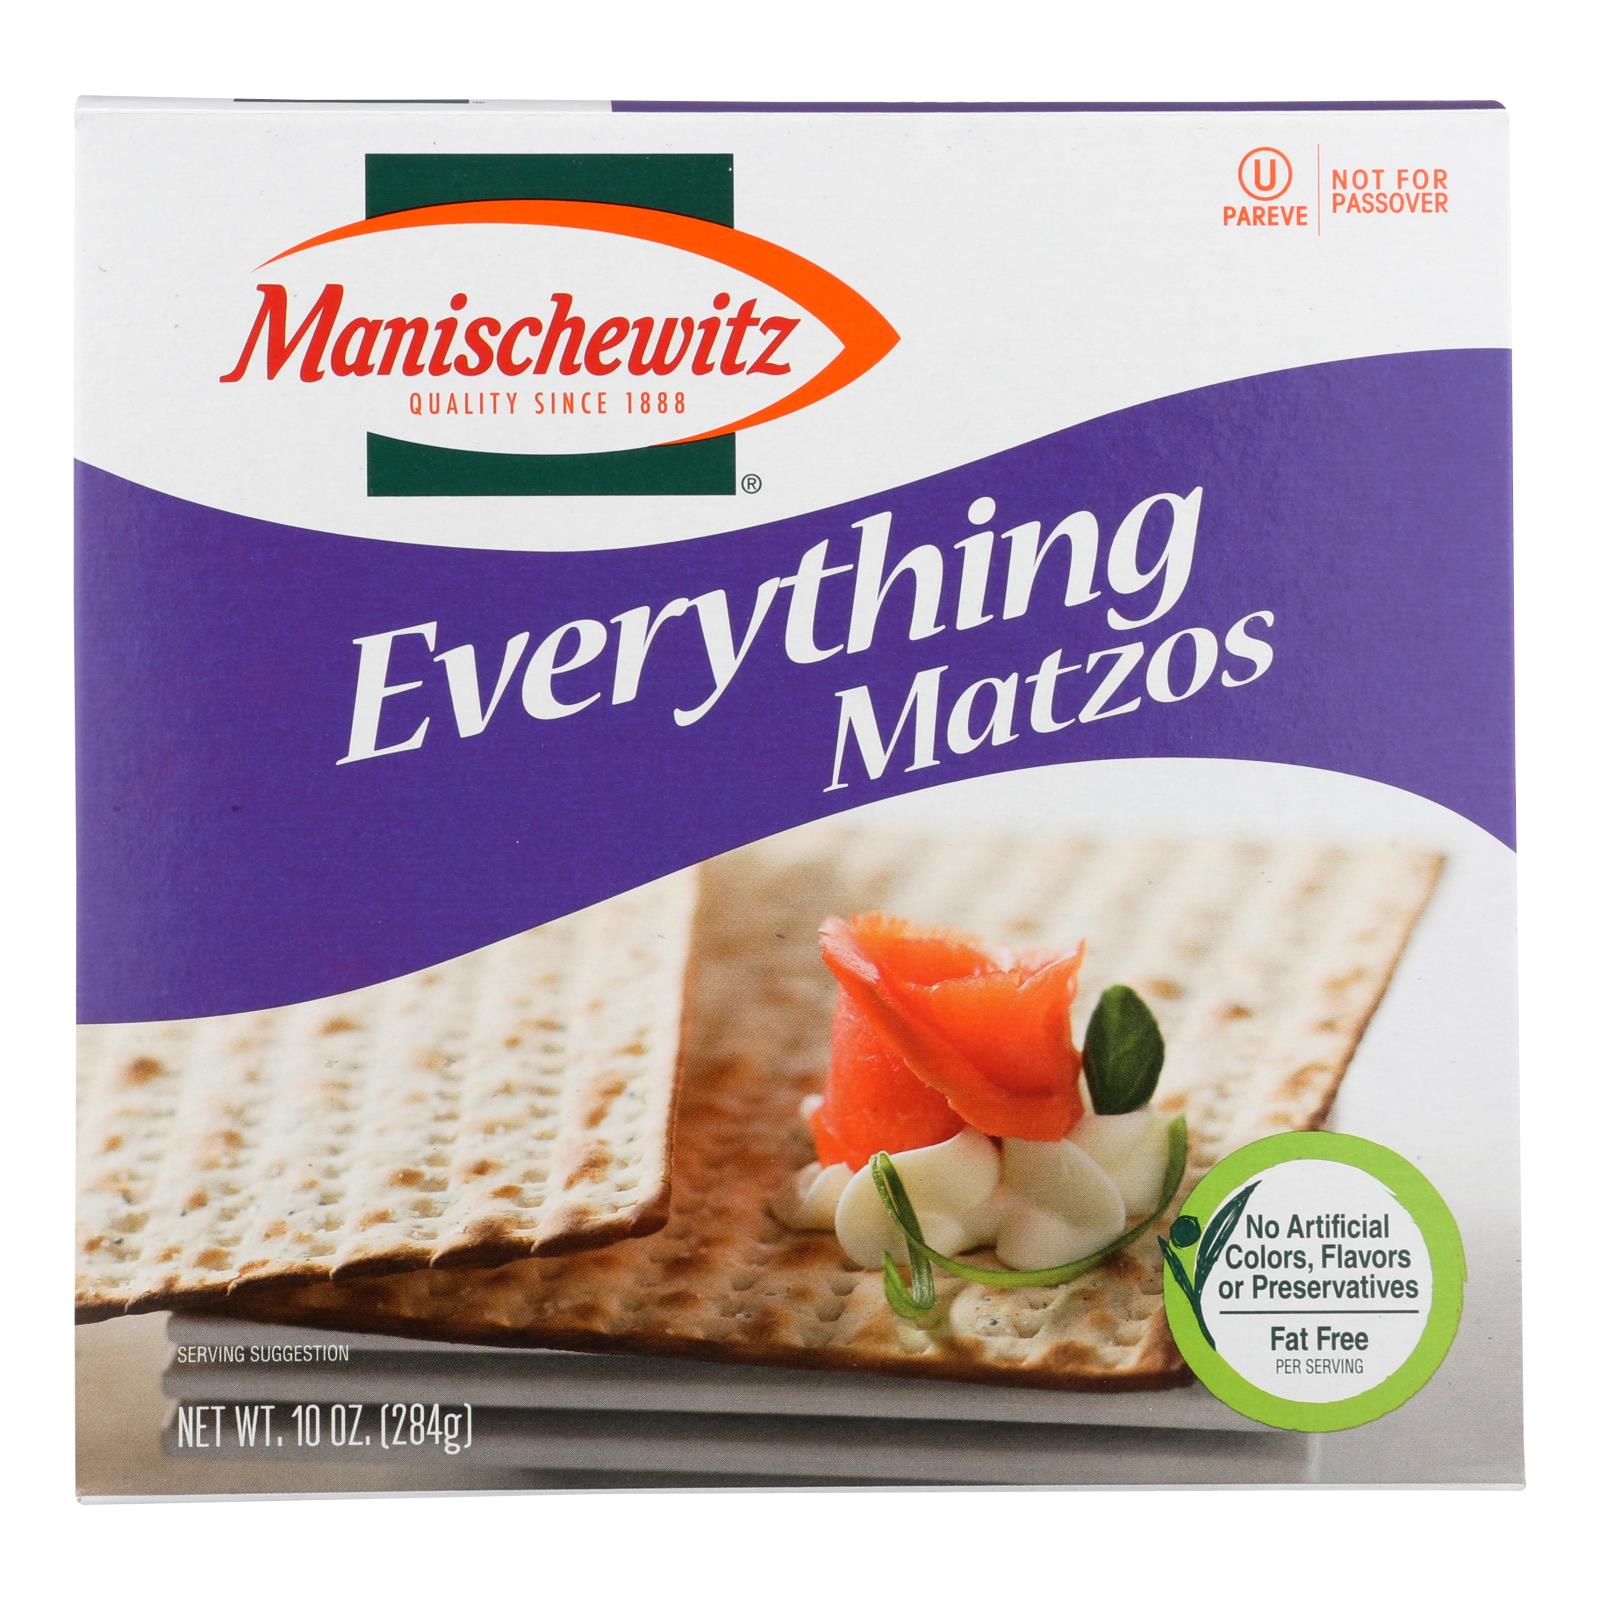 Manischewitz
QUALITY SINCE 1888
®
U
PAREVE
NOT FOR
PASSOVER
Everything
Matzos
No Artificial
Colors, Flavors
or Preservatives
Fat Free
PER SERVING
SERVING SUGGESTION
NET WT. 10 OZ. (284g)